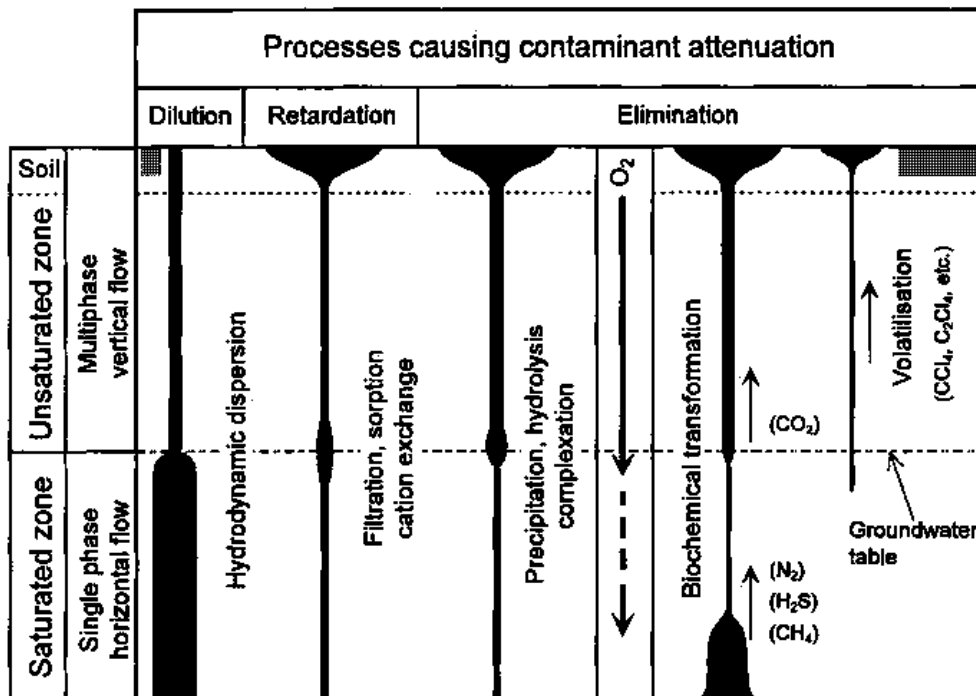 Processes causing contaminant attenuation
Dilution
Retardation
Elimination
Soil
Unsaturated zone
Saturated zone
Multiphase
vertical flow
Single phase
horizontal flow
Hydrodynamic dispersion
Filtration, sorption
cation exchange
Precipitation, hydrolysis
complexation
O₂
Biochemical transformation
(CO₂)
(N₂)
(H₂S)
(CH₄)
Volatilisation
(CCl₄, C₂Cl₄, etc.)
Groundwater
table